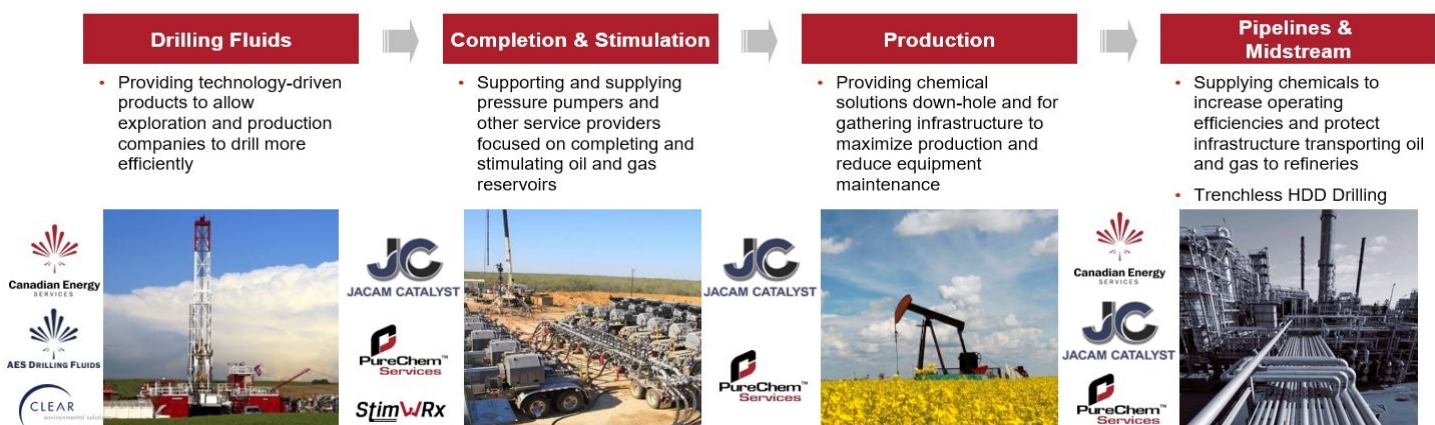 Drilling Fluids
• Providing technology-driven
products to allow
exploration and production
companies to drill more
efficiently
Canadian Energy
SERVICES
AES DRILLING FLUIDS
CLEAR
environmental solutions
Completion & Stimulation
• Supporting and supplying
pressure pumpers and
other service providers
focused on completing and
stimulating oil and gas
reservoirs
JC
JACAM CATALYST
PureChem™
Services
StimWRx
Production
• Providing chemical
solutions down-hole and for
gathering infrastructure to
maximize production and
reduce equipment
maintenance
JC
JACAM CATALYST
PureChem™
Services
Pipelines &
Midstream
• Supplying chemicals to
increase operating
efficiencies and protect
infrastructure transporting oil
and gas to refineries
• Trenchless HDD Drilling
Canadian Energy
SERVICES
JC
JACAM CATALYST
PureChem™
Services